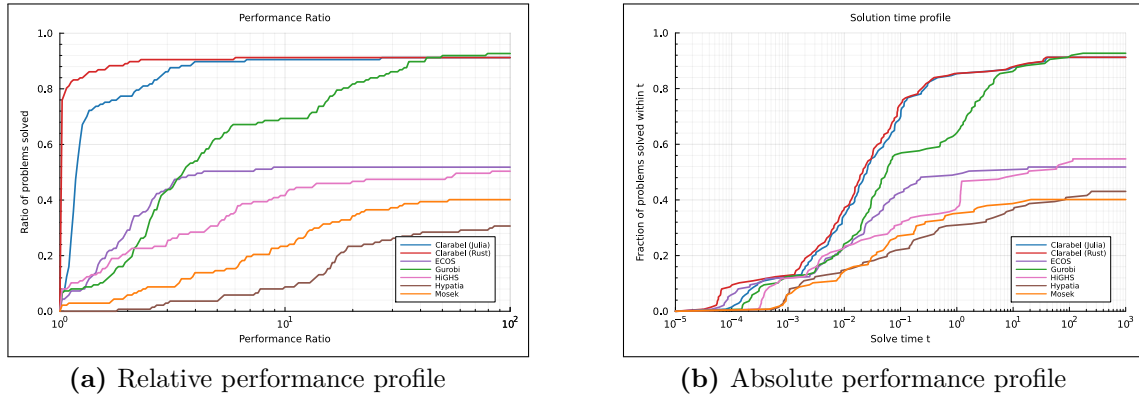 Performance Ratio
Ratio of problems solved
1.0
0.8
0.6
0.4
0.2
0.0
Clarabel (Julia)
Clarabel (Rust)
ECOS
Gurobi
HiGHS
Hypatia
Mosek
10^0
10^1
10^2
Performance Ratio
(a) Relative performance profile
Solution time profile
Fraction of problems solved within t
1.0
0.8
0.6
0.4
0.2
0.0
Clarabel (Julia)
Clarabel (Rust)
ECOS
Gurobi
HiGHS
Hypatia
Mosek
10^-5
10^-4
10^-3
10^-2
10^-1
10^0
10^1
10^2
10^3
Solve time t
(b) Absolute performance profile